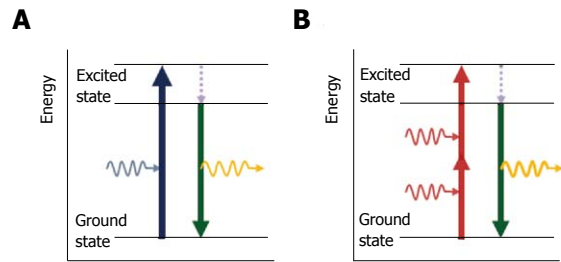 A
Energy
Excited
state
Ground
state
B
Energy
Excited
state
Ground
state